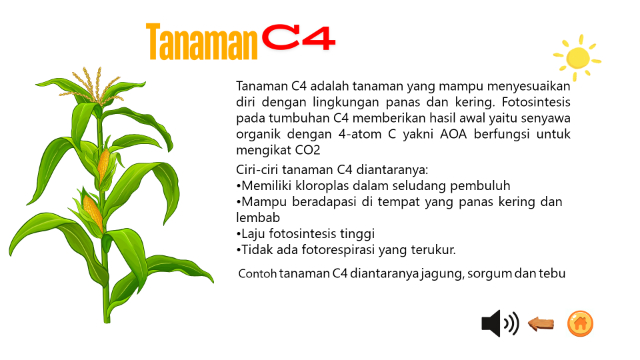 Tanaman C4
Tanaman C4 adalah tanaman yang mampu menyesuaikan
diri dengan lingkungan panas dan kering. Fotosintesis
pada tumbuhan C4 memberikan hasil awal yaitu senyawa
organik dengan 4-atom C yakni AOA berfungsi untuk
mengikat CO2
Ciri-ciri tanaman C4 diantaranya:
•Memiliki kloroplas dalam seludang pembuluh
•Mampu beradapasi di tempat yang panas kering dan
lembab
•Laju fotosintesis tinggi
•Tidak ada fotorespirasi yang terukur.
Contoh tanaman C4 diantaranya jagung, sorgum dan tebu